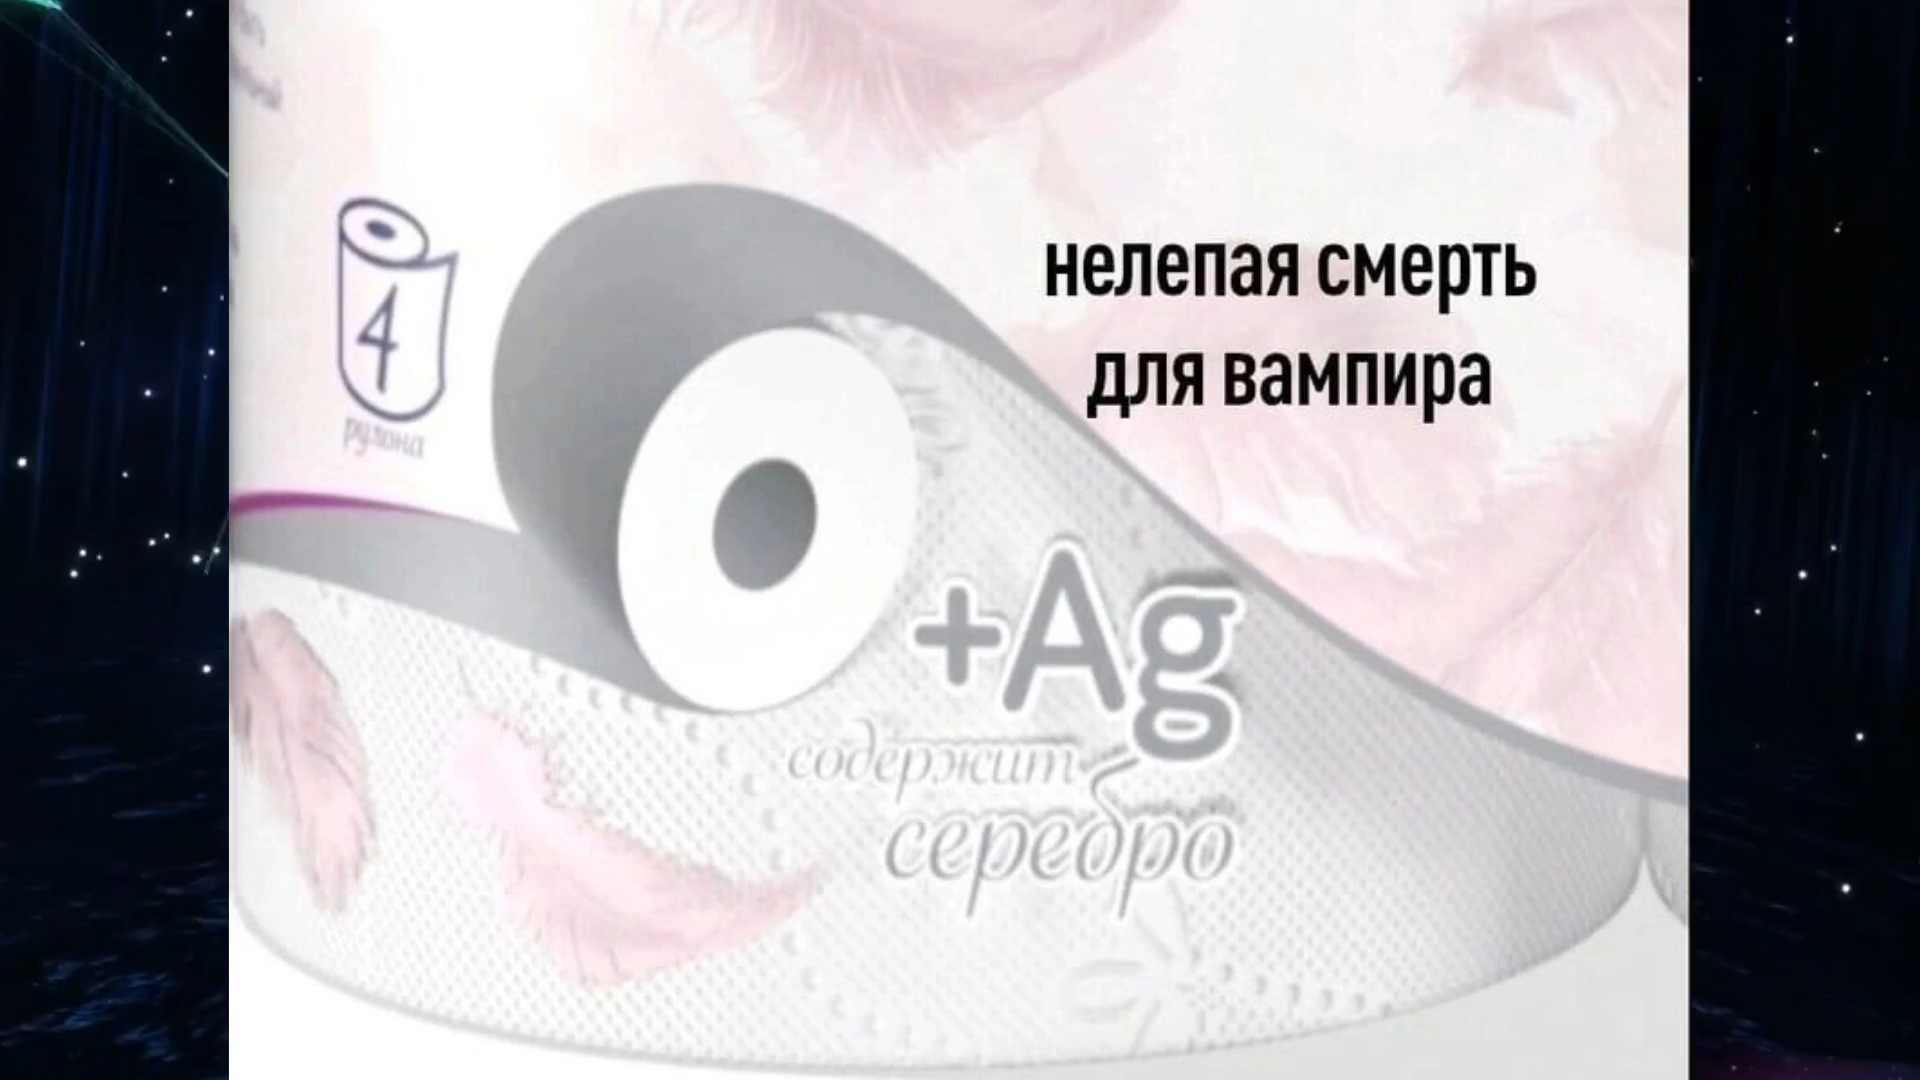 4
рулона
нелепая смерть
для вампира
+Ag
содержит
серебро